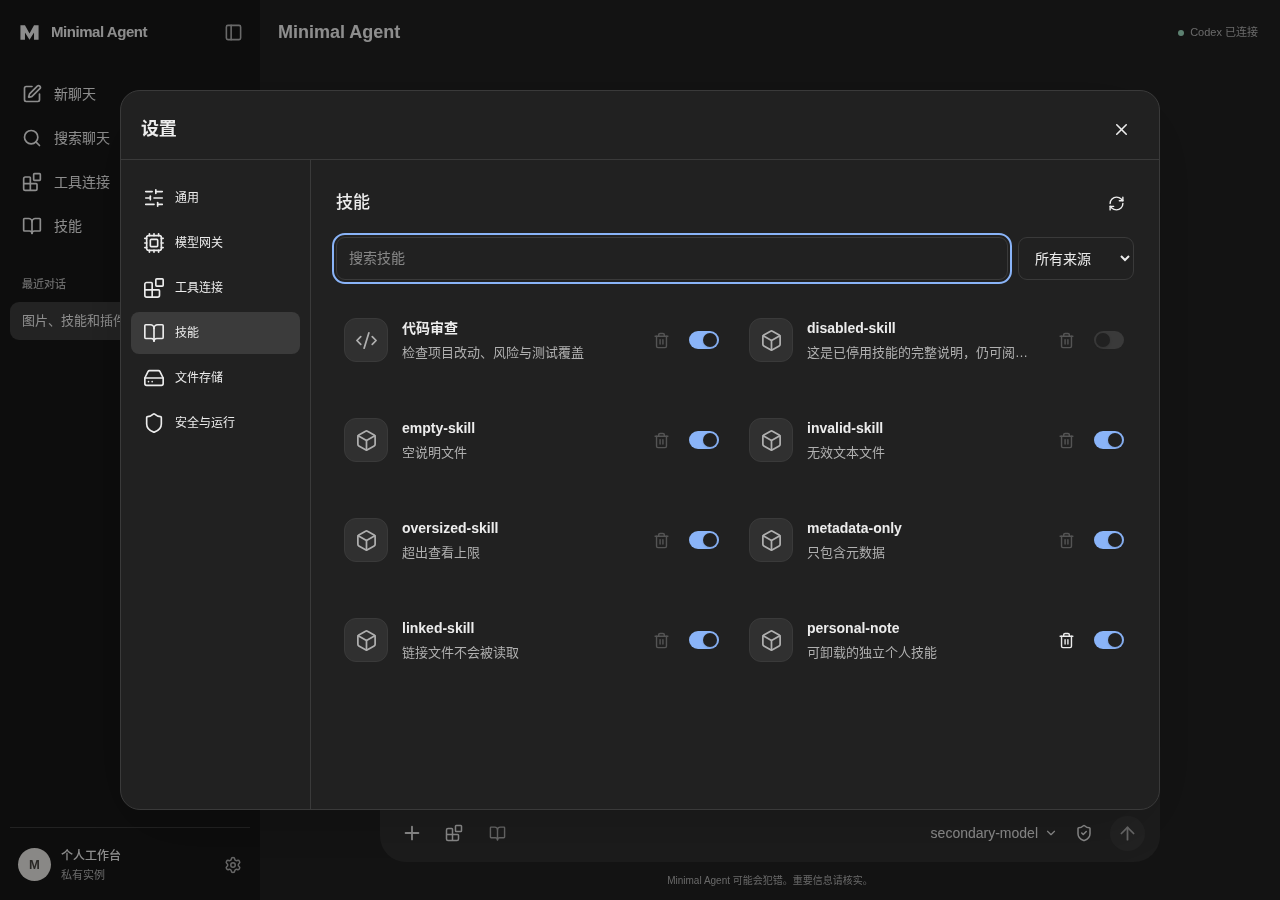 Minimal Agent
Minimal Agent
Codex 已连接
新聊天
搜索聊天
工具连接
技能
最近对话
图片、技能和插件
设置
通用
模型网关
工具连接
技能
文件存储
安全与运行
技能
搜索技能
所有来源
代码审查
检查项目改动、风险与测试覆盖
disabled-skill
这是已停用技能的完整说明，仍可阅…
empty-skill
空说明文件
invalid-skill
无效文本文件
oversized-skill
超出查看上限
metadata-only
只包含元数据
linked-skill
链接文件不会被读取
personal-note
可卸载的独立个人技能
secondary-model
M
个人工作台
私有实例
Minimal Agent 可能会犯错。重要信息请核实。